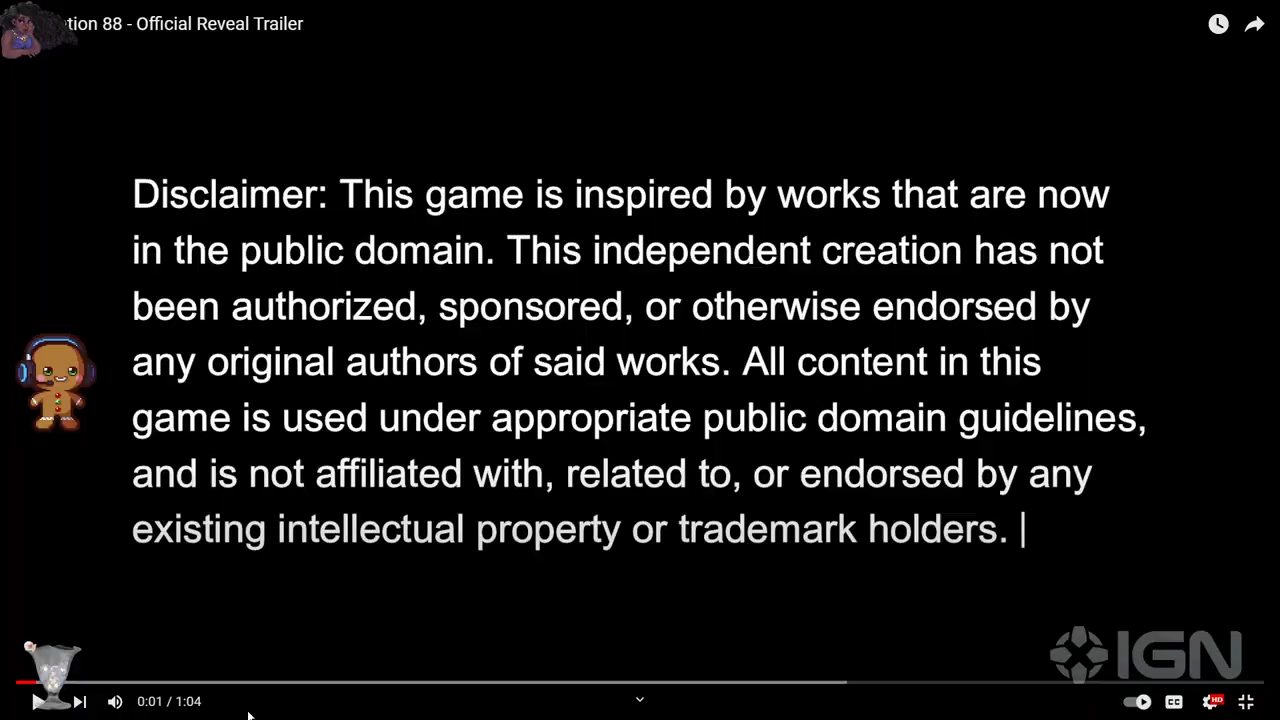 tion 88 - Official Reveal Trailer
Disclaimer: This game is inspired by works that are now
in the public domain. This independent creation has not
been authorized, sponsored, or otherwise endorsed by
any original authors of said works. All content in this
game is used under appropriate public domain guidelines,
and is not affiliated with, related to, or endorsed by any
existing intellectual property or trademark holders. |
IGN
0:01 / 1:04
CC
HD